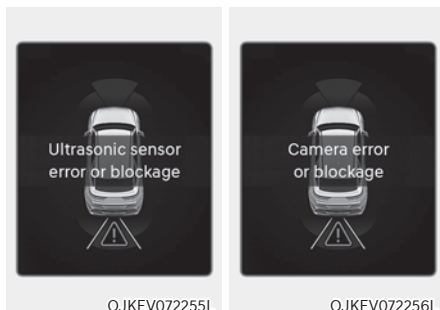 Ultrasonic sensor
error or blockage
Camera error
or blockage
OJKEV072255L
OJKEV072256L